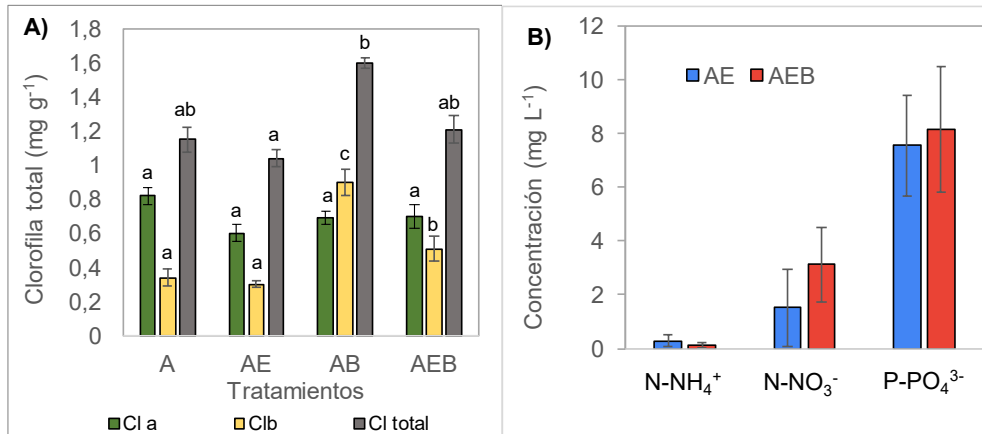 A)
Clorofila total (mg g⁻¹)
1,8
1,6
1,4
1,2
1
0,8
0,6
0,4
0,2
0
a a ab
a a a
a c b
a b ab
A AE AB AEB
Tratamientos
Cl a Clb Cl total
B)
Concentración (mg L⁻¹)
12
10
8
6
4
2
0
AE AEB
N-NH₄⁺ N-NO₃⁻ P-PO₄³⁻